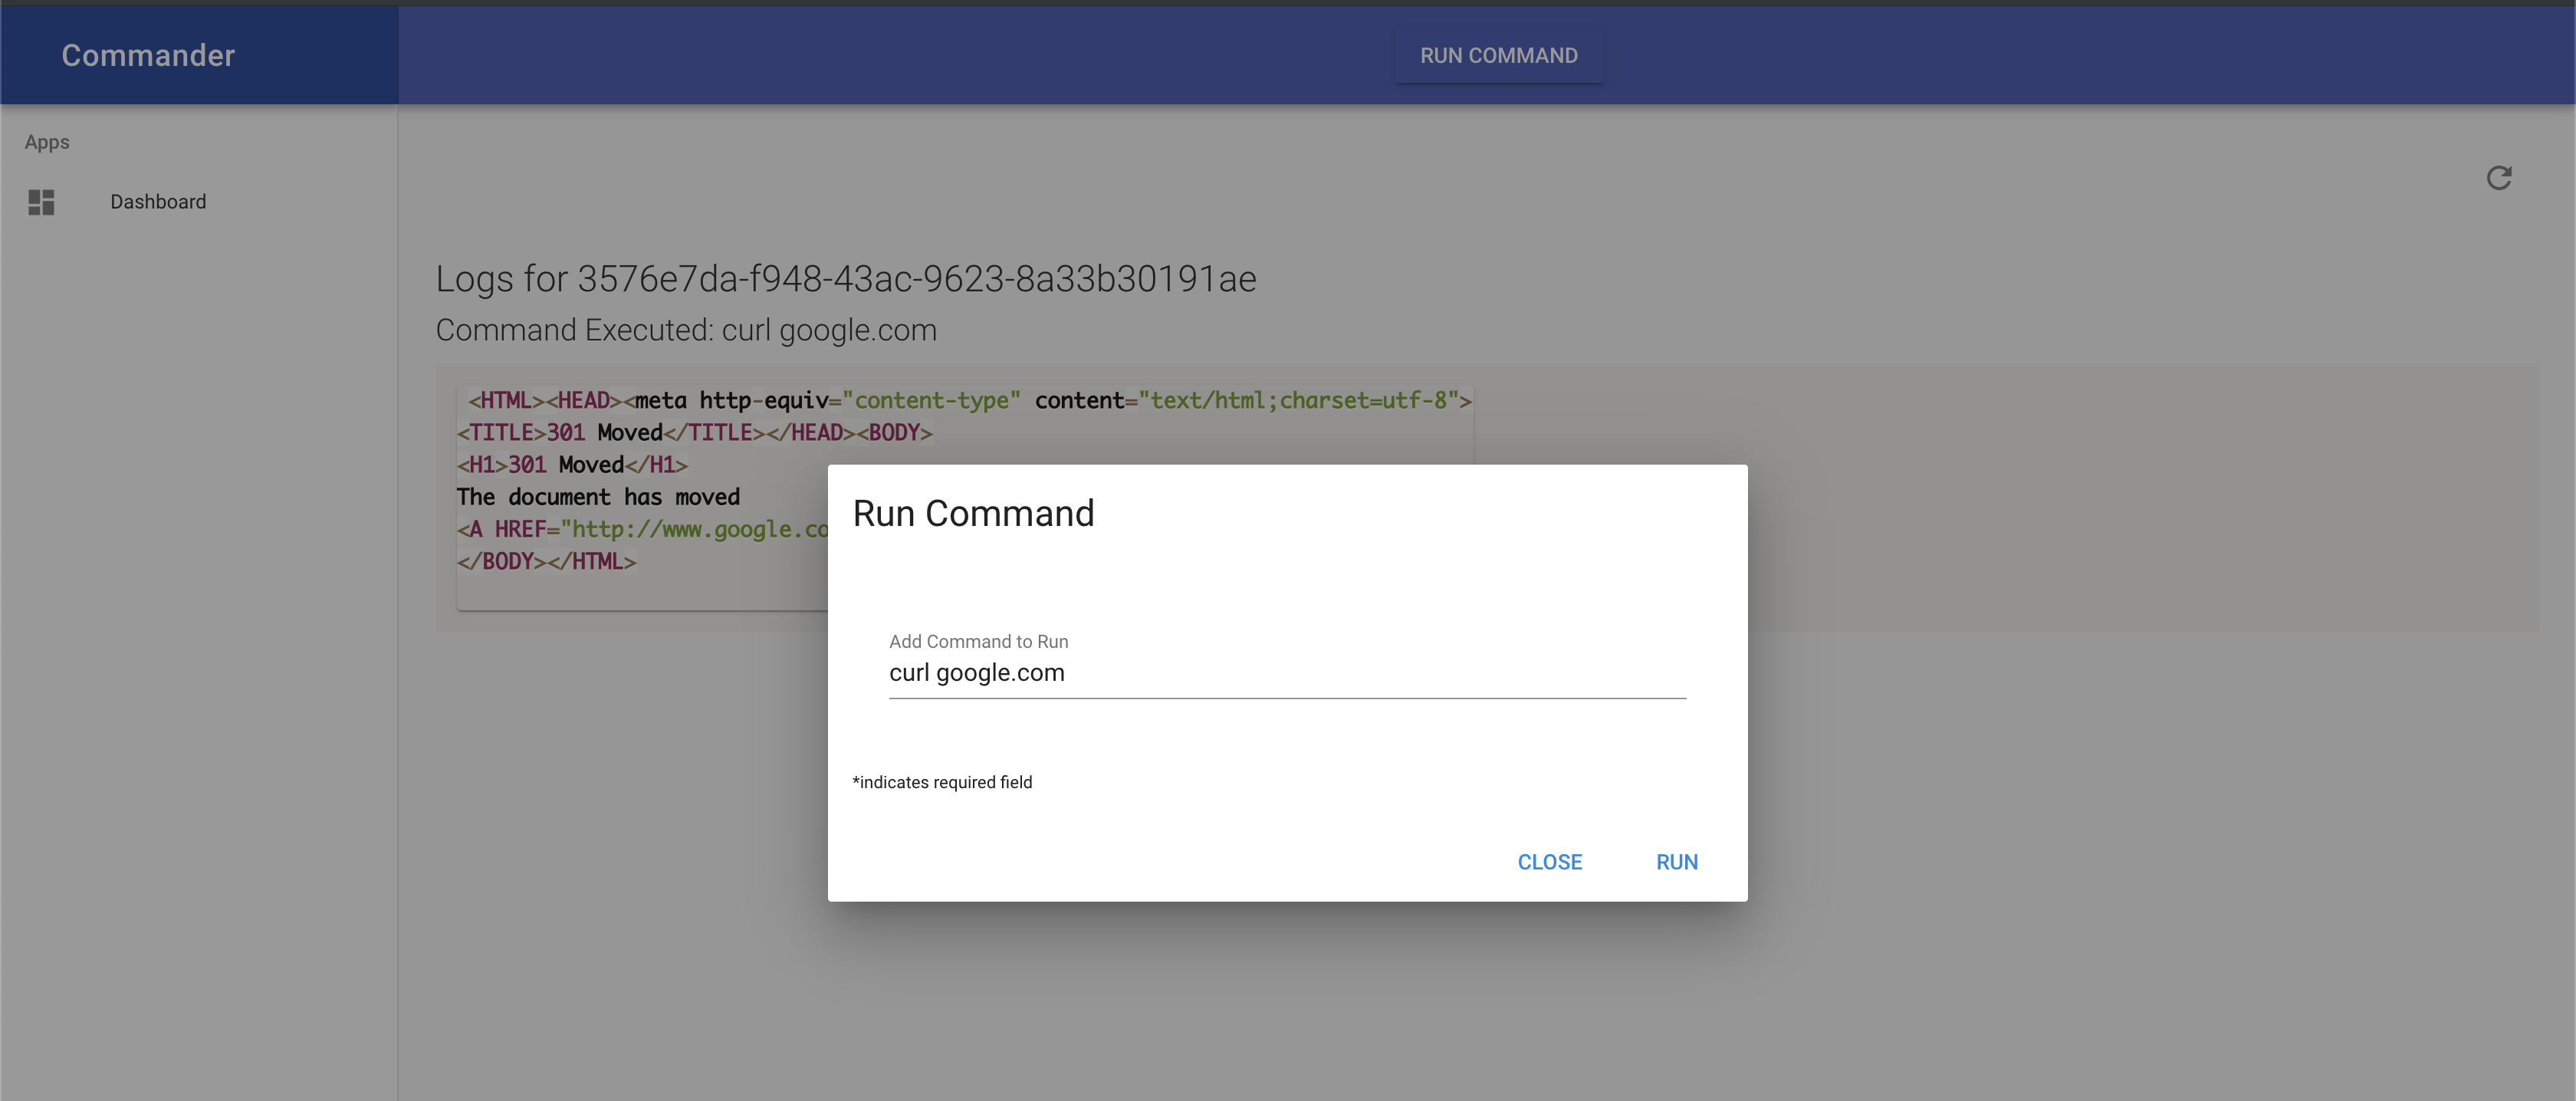 Commander
RUN COMMAND
Apps
Dashboard
Logs for 3576e7da-f948-43ac-9623-8a33b30191ae
Command Executed: curl google.com
<HTML><HEAD><meta http-equiv="content-type" content="text/html;charset=utf-8">
<TITLE>301 Moved</TITLE></HEAD><BODY>
<H1>301 Moved</H1>
The document has moved
<A HREF="http://www.google.co
</BODY></HTML>
Run Command
Add Command to Run
curl google.com
*indicates required field
CLOSE RUN